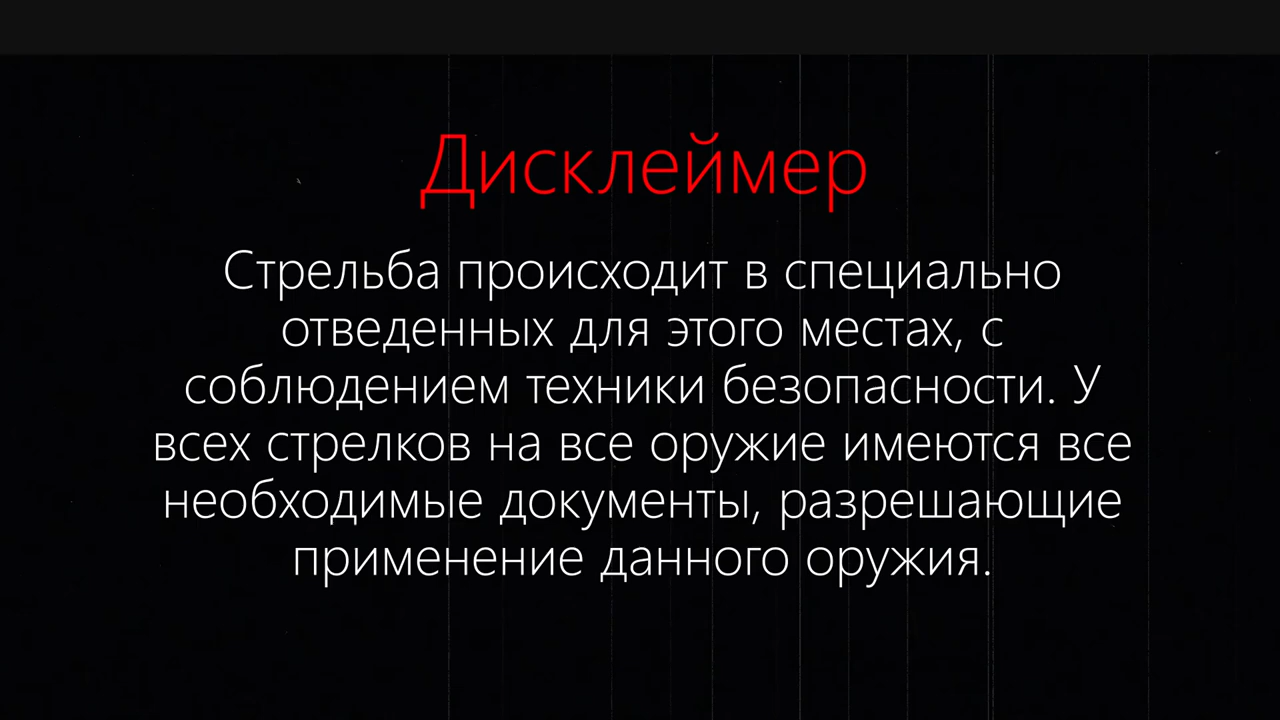 Дисклеймер
Стрельба происходит в специально
отведенных для этого местах, с
соблюдением техники безопасности. У
всех стрелков на все оружие имеются все
необходимые документы, разрешающие
применение данного оружия.